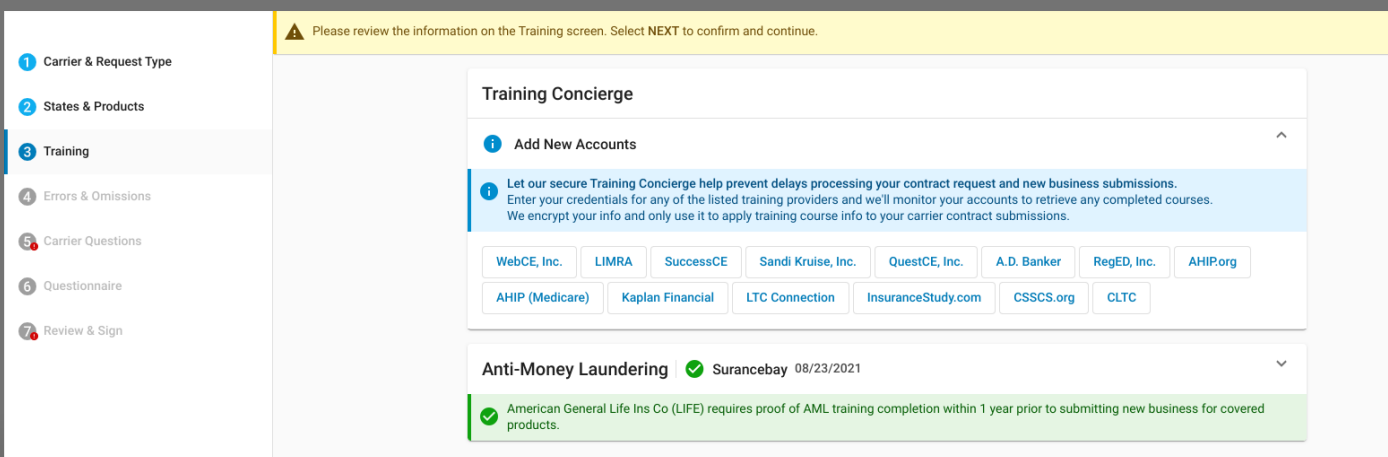 Please review the information on the Training screen. Select NEXT to confirm and continue.
1 Carrier & Request Type
2 States & Products
3 Training
4 Errors & Omissions
5 Carrier Questions
6 Questionnaire
7 Review & Sign
Training Concierge
Add New Accounts
Let our secure Training Concierge help prevent delays processing your contract request and new business submissions.
Enter your credentials for any of the listed training providers and we'll monitor your accounts to retrieve any completed courses.
We encrypt your info and only use it to apply training course info to your carrier contract submissions.
WebCE, Inc. LIMRA SuccessCE Sandi Kruise, Inc. QuestCE, Inc. A.D. Banker RegED, Inc. AHIP.org
AHIP (Medicare) Kaplan Financial LTC Connection InsuranceStudy.com CSSCS.org CLTC
Anti-Money Laundering Surancebay 08/23/2021
American General Life Ins Co (LIFE) requires proof of AML training completion within 1 year prior to submitting new business for covered
products.